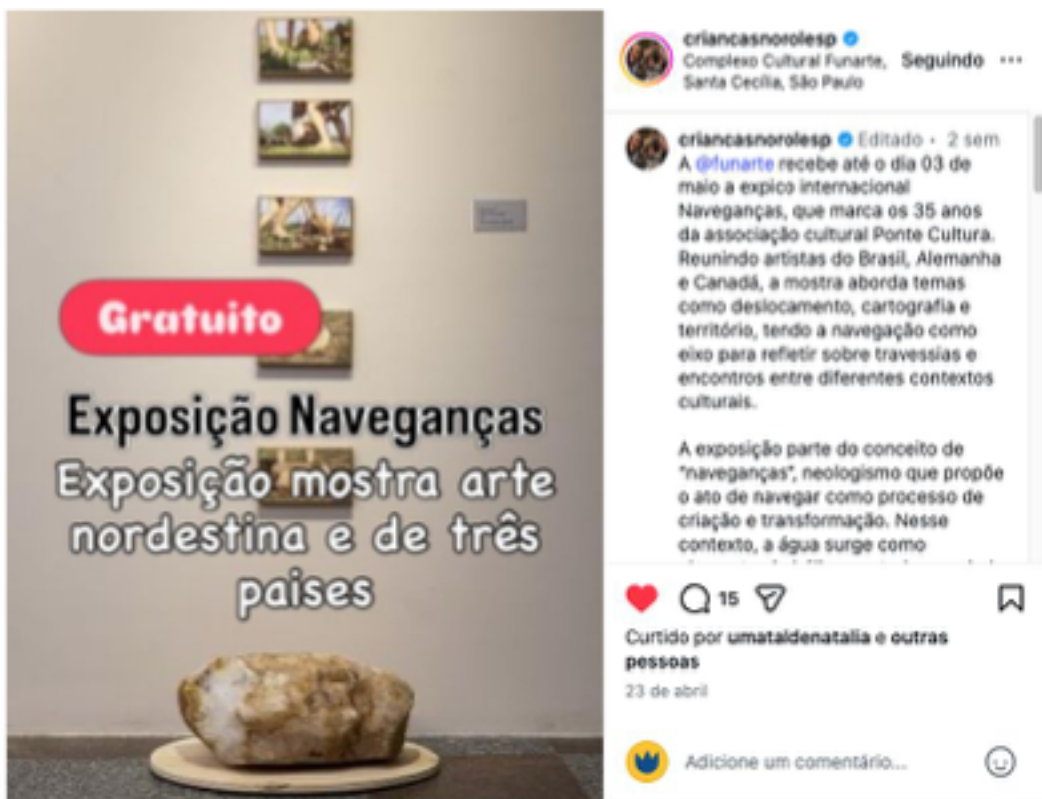 Gratuito
Exposição Naveganças
Exposição mostra arte
nordestina e de três
paises
criancasnorolesp
Complexo Cultural Funarte,
Santa Cecília, São Paulo
Seguindo
criancasnorolesp Editado • 2 sem
A @funarte recebe até o dia 03 de
maio a expico internacional
Naveganças, que marca os 35 anos
da associação cultural Ponte Cultura.
Reunindo artistas do Brasil, Alemanha
e Canadá, a mostra aborda temas
como deslocamento, cartografia e
território, tendo a navegação como
eixo para refletir sobre travessias e
encontros entre diferentes contextos
culturais.
A exposição parte do conceito de
"naveganças", neologismo que propõe
o ato de navegar como processo de
criação e transformação. Nesse
contexto, a água surge como
15
Curtido por umataldenatalia e outras
pessoas
23 de abril
Adicione um comentário...